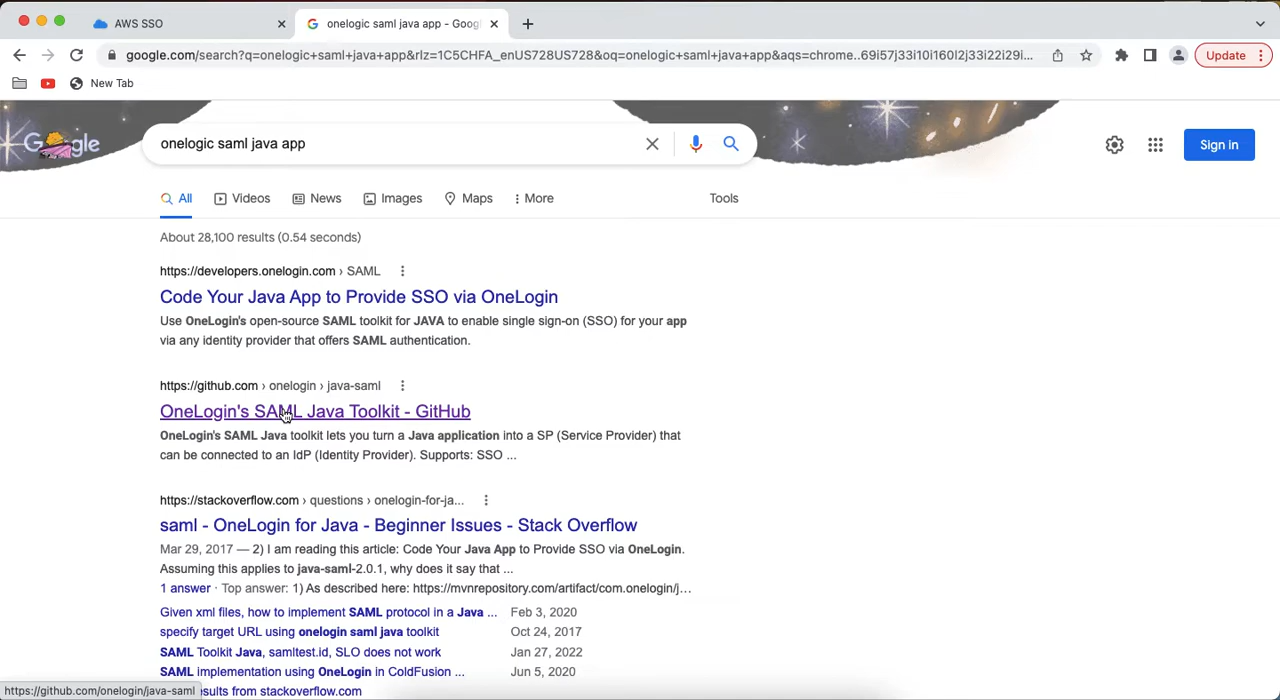 AWS SSO
onelogic saml java app - Goog
google.com/search?q=onelogic+saml+java+app&rlz=1C5CHFA_enUS728US728&oq=onelogic+saml+java+app&aqs=chrome..69i57j33i10i160l2j33i22i29i...
Update
New Tab
Google
onelogic saml java app
Sign in
All Videos News Images Maps More Tools
About 28,100 results (0.54 seconds)
https://developers.onelogin.com › SAML
Code Your Java App to Provide SSO via OneLogin
Use OneLogin's open-source SAML toolkit for JAVA to enable single sign-on (SSO) for your app
via any identity provider that offers SAML authentication.
https://github.com › onelogin › java-saml
OneLogin's SAML Java Toolkit - GitHub
OneLogin's SAML Java toolkit lets you turn a Java application into a SP (Service Provider) that
can be connected to an IdP (Identity Provider). Supports: SSO ...
https://stackoverflow.com › questions › onelogin-for-ja...
saml - OneLogin for Java - Beginner Issues - Stack Overflow
Mar 29, 2017 — 2) I am reading this article: Code Your Java App to Provide SSO via OneLogin.
Assuming this applies to java-saml-2.0.1, why does it say that ...
1 answer · Top answer: 1) As described here: https://mvnrepository.com/artifact/com.onelogin/j...
Given xml files, how to implement SAML protocol in a Java ... Feb 3, 2020
specify target URL using onelogin saml java toolkit Oct 24, 2017
SAML Toolkit Java, samltest.id, SLO does not work Jan 27, 2022
SAML implementation using OneLogin in ColdFusion ... Jun 5, 2020
https://github.com/onelogin/java-saml
esults from stackoverflow.com